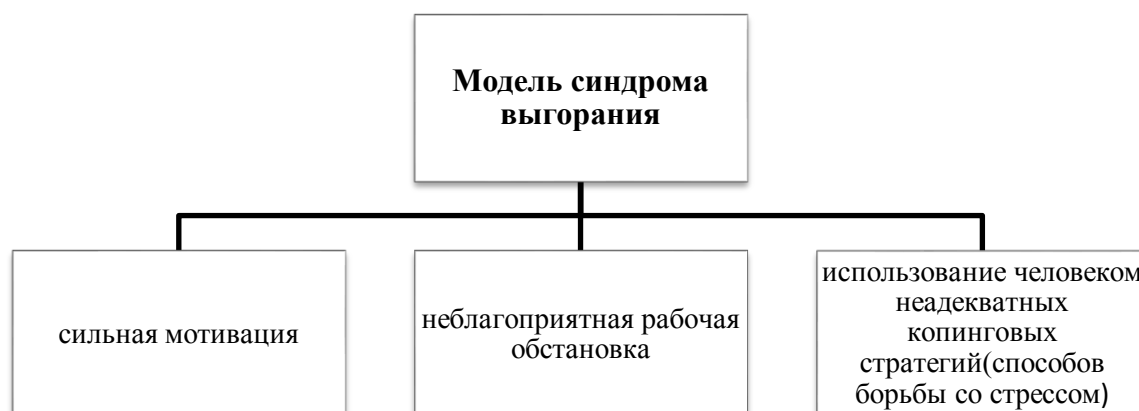 Модель синдрома
выгорания
сильная мотивация
неблагоприятная рабочая
обстановка
использование человеком
неадекватных
копинговых
стратегий(способов
борьбы со стрессом)